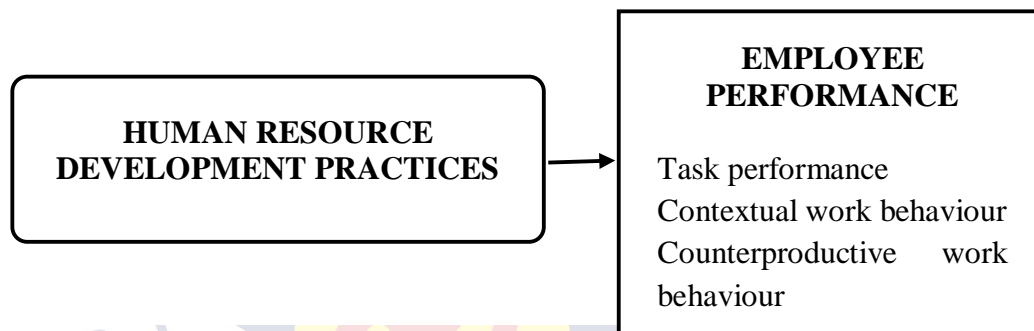 HUMAN RESOURCE
DEVELOPMENT PRACTICES
EMPLOYEE
PERFORMANCE
Task performance
Contextual work behaviour
Counterproductive work
behaviour